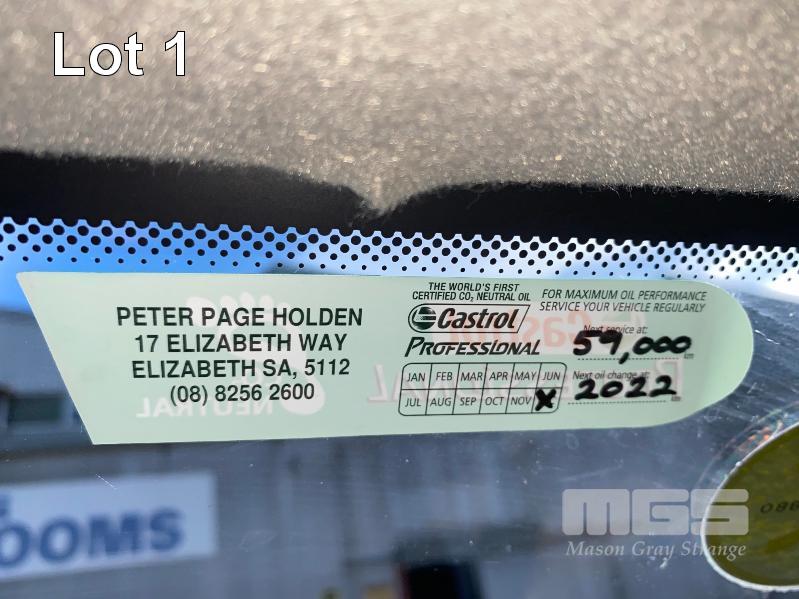 Lot 1
PETER PAGE HOLDEN
17 ELIZABETH WAY
ELIZABETH SA, 5112
(08) 8256 2600
THE WORLD'S FIRST
CERTIFIED CO₂ NEUTRAL OIL
Castrol
PROFESSIONAL
JAN FEB MAR APR MAY JUN
JUL AUG SEP OCT NOV X
FOR MAXIMUM OIL PERFORMANCE
SERVICE YOUR VEHICLE REGULARLY
Next service at:
59,000 km
Next oil change at:
2022 km
NEUTRAL
OOMS
MGS
Mason Gray Strange